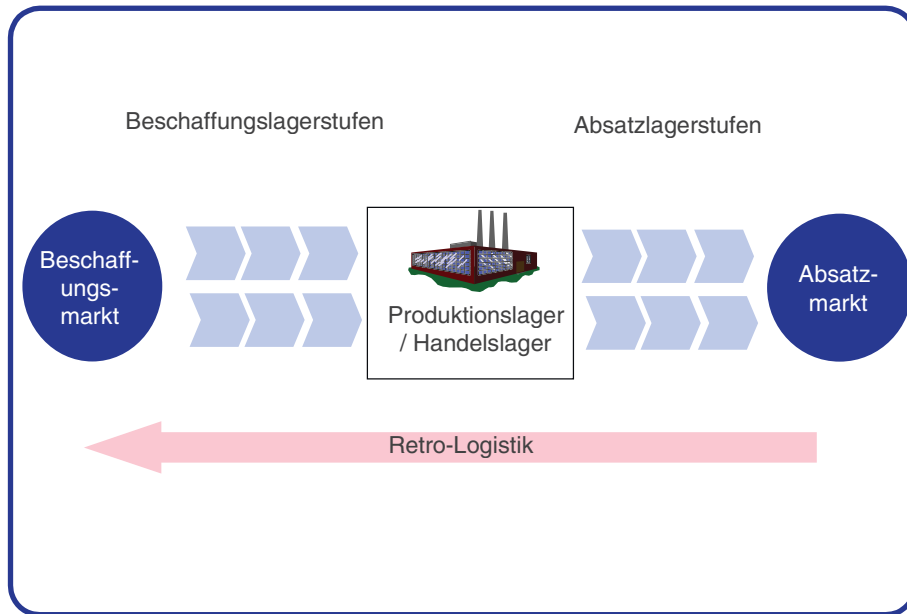 Beschaffungslagerstufen
Absatzlagerstufen
Beschaff-
ungs-
markt
Produktionslager
/ Handelslager
Absatz-
markt
Retro-Logistik